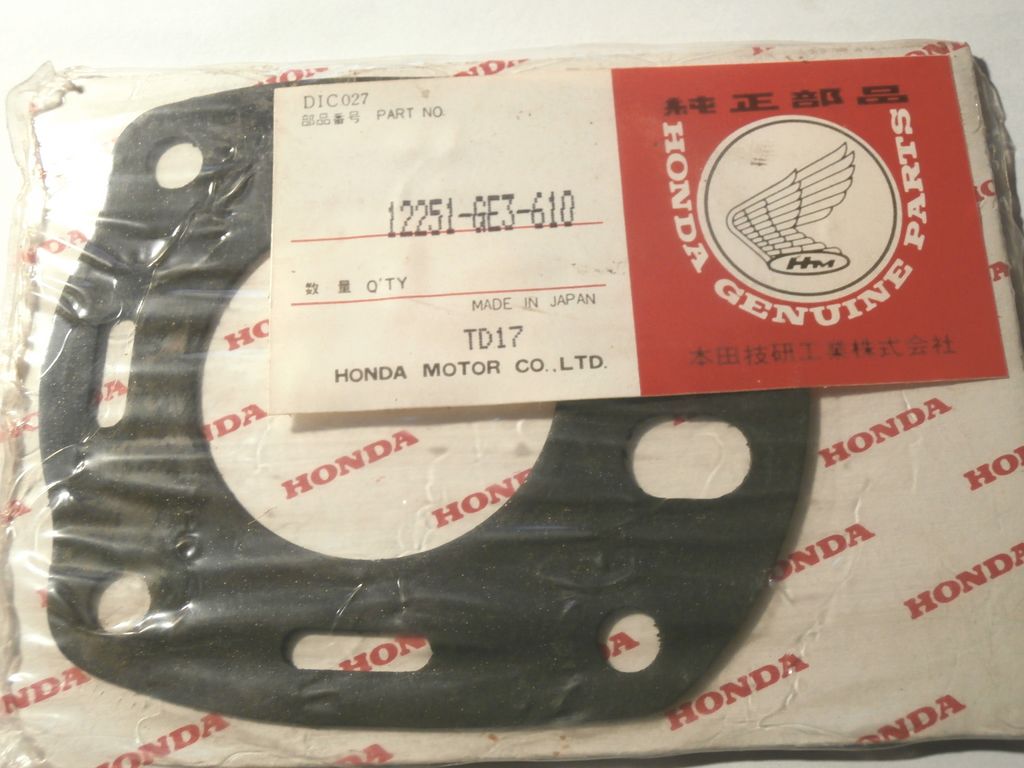 DIC027
部品番号 PART NO.
12251-GE3-610
数量 Q'TY
MADE IN JAPAN
TD17
HONDA MOTOR CO.,LTD.
純正部品
HM
HONDA GENUINE PARTS
本田技研工業株式会社
HONDA
HONDA
HONDA
HONDA
HONDA
HONDA
HONDA